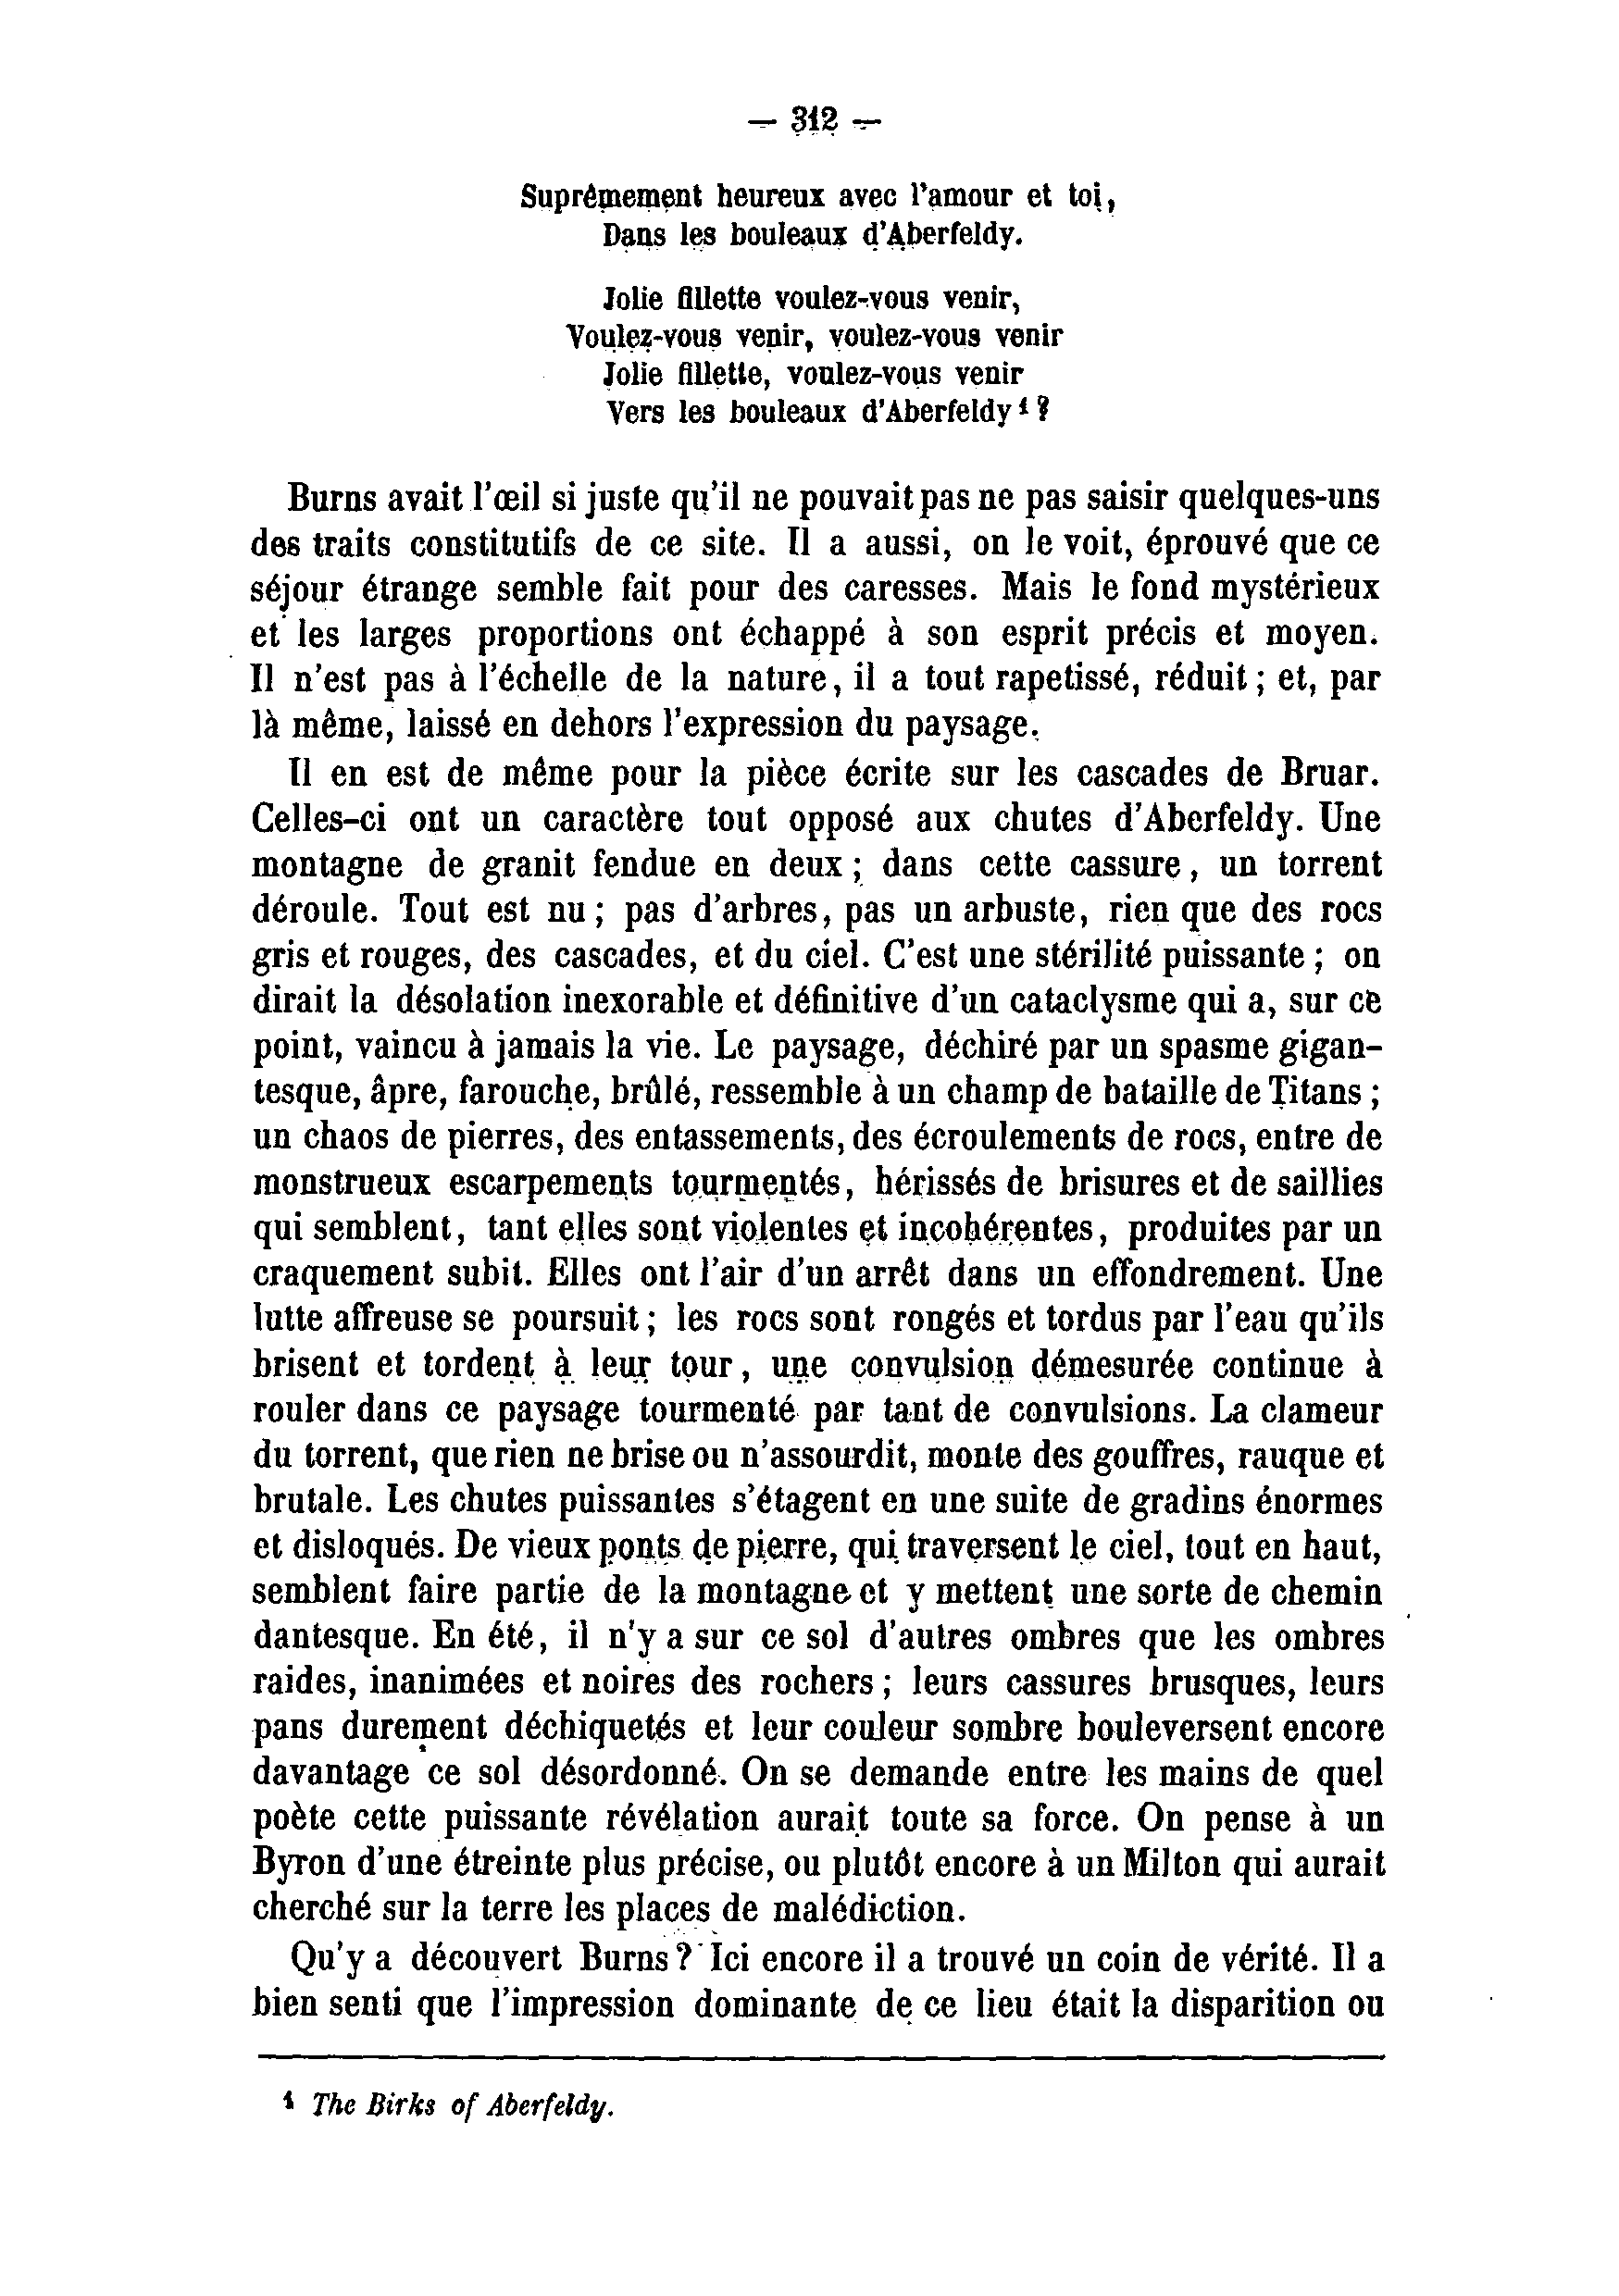 — 312 —
Suprêmement heureux avec l'amour et toi,
Dans les bouleaux d'Aberfeldy.
Jolie fillette voulez-vous venir,
Voulez-vous venir, voulez-vous venir
Jolie fillette, voulez-vous venir
Vers les bouleaux d'Aberfeldy ¹ ?
Burns avait l'œil si juste qu'il ne pouvait pas ne pas saisir quelques-uns
des traits constitutifs de ce site. Il a aussi, on le voit, éprouvé que ce
séjour étrange semble fait pour des caresses. Mais le fond mystérieux
et les larges proportions ont échappé à son esprit précis et moyen.
Il n'est pas à l'échelle de la nature, il a tout rapetissé, réduit ; et, par
là même, laissé en dehors l'expression du paysage.
Il en est de même pour la pièce écrite sur les cascades de Bruar.
Celles-ci ont un caractère tout opposé aux chutes d'Aberfeldy. Une
montagne de granit fendue en deux ; dans cette cassure, un torrent
déroule. Tout est nu ; pas d'arbres, pas un arbuste, rien que des rocs
gris et rouges, des cascades, et du ciel. C'est une stérilité puissante ; on
dirait la désolation inexorable et définitive d'un cataclysme qui a, sur ce
point, vaincu à jamais la vie. Le paysage, déchiré par un spasme gigan-
tesque, âpre, farouche, brûlé, ressemble à un champ de bataille de Titans ;
un chaos de pierres, des entassements, des écroulements de rocs, entre de
monstrueux escarpements tourmentés, hérissés de brisures et de saillies
qui semblent, tant elles sont violentes et incohérentes, produites par un
craquement subit. Elles ont l'air d'un arrêt dans un effondrement. Une
lutte affreuse se poursuit ; les rocs sont rongés et tordus par l'eau qu'ils
brisent et tordent à leur tour, une convulsion démesurée continue à
rouler dans ce paysage tourmenté par tant de convulsions. La clameur
du torrent, que rien ne brise ou n'assourdit, monte des gouffres, rauque et
brutale. Les chutes puissantes s'étagent en une suite de gradins énormes
et disloqués. De vieux ponts de pierre, qui traversent le ciel, tout en haut,
semblent faire partie de la montagne et y mettent une sorte de chemin
dantesque. En été, il n'y a sur ce sol d'autres ombres que les ombres
raides, inanimées et noires des rochers ; leurs cassures brusques, leurs
pans durement déchiquetés et leur couleur sombre bouleversent encore
davantage ce sol désordonné. On se demande entre les mains de quel
poète cette puissante révélation aurait toute sa force. On pense à un
Byron d'une étreinte plus précise, ou plutôt encore à un Milton qui aurait
cherché sur la terre les places de malédiction.
Qu'y a découvert Burns ? Ici encore il a trouvé un coin de vérité. Il a
bien senti que l'impression dominante de ce lieu était la disparition ou
¹ The Birks of Aberfeldy.